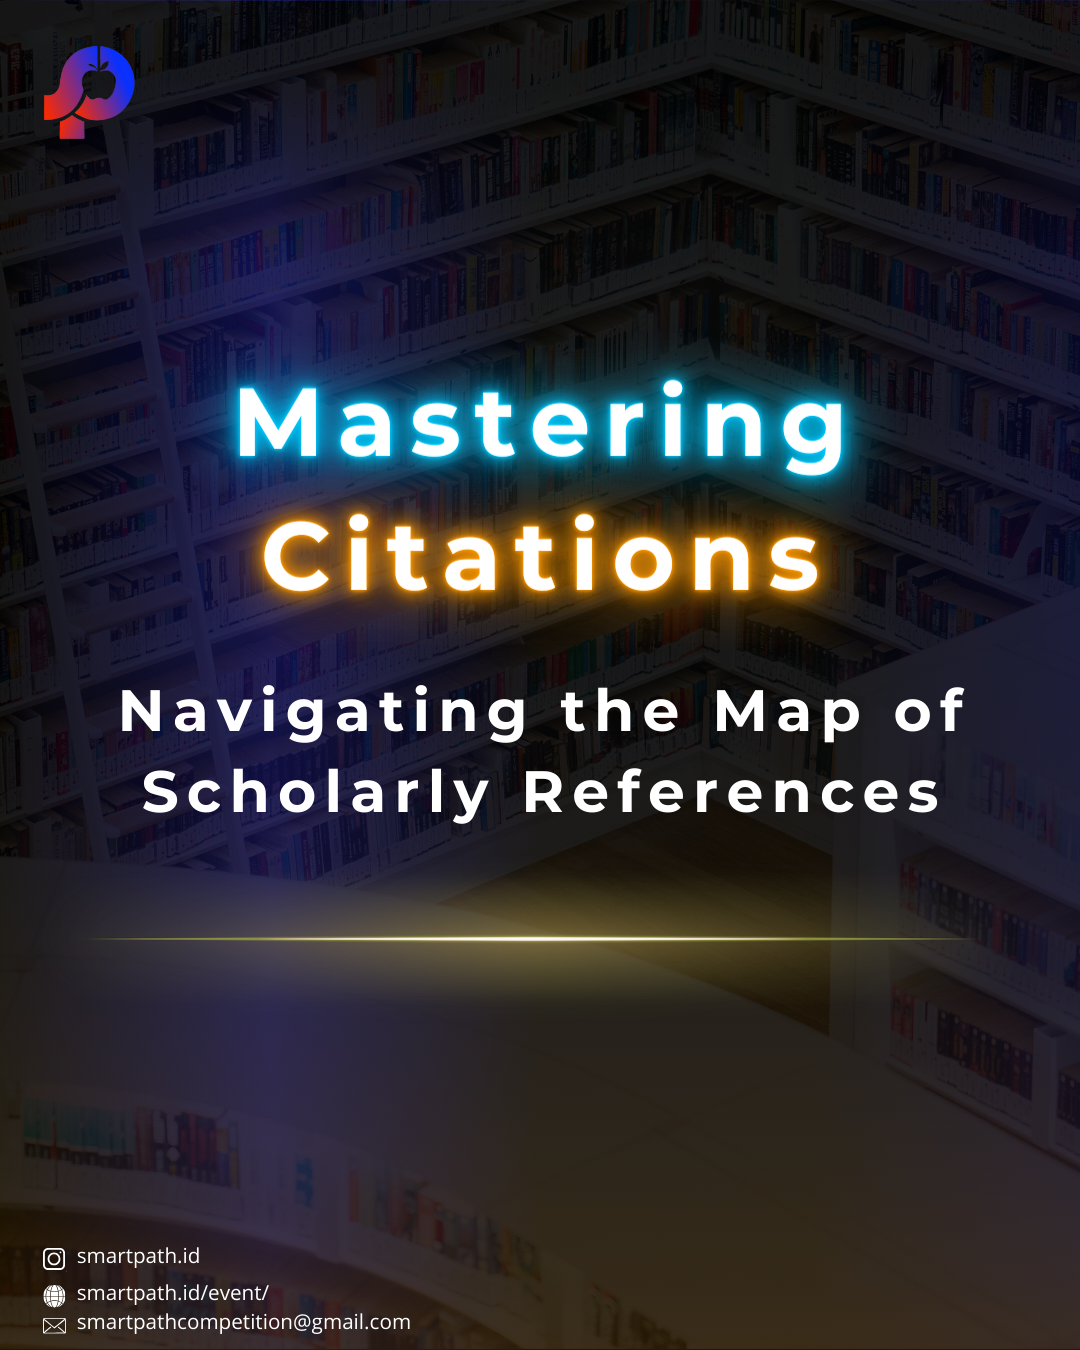 Mastering
Citations
Navigating the Map of
Scholarly References
smartpath.id
smartpath.id/event/
smartpathcompetition@gmail.com